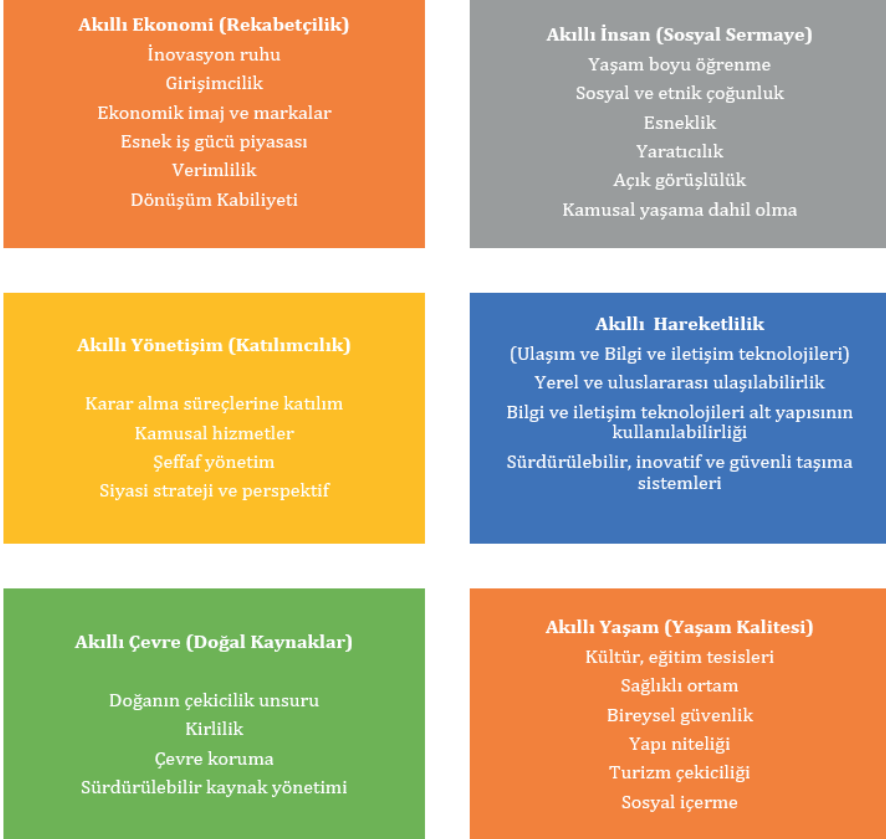 Akıllı Ekonomi (Rekabetçilik)
İnovasyon ruhu
Girişimcilik
Ekonomik imaj ve markalar
Esnek iş gücü piyasası
Verimlilik
Dönüşüm Kabiliyeti
Akıllı İnsan (Sosyal Sermaye)
Yaşam boyu öğrenme
Sosyal ve etnik çoğunluk
Esneklik
Yaratıcılık
Açık görüşlülük
Kamusal yaşama dahil olma
Akıllı Yönetişim (Katılımcılık)
Karar alma süreçlerine katılım
Kamusal hizmetler
Şeffaf yönetim
Siyasi strateji ve perspektif
Akıllı Hareketlilik
(Ulaşım ve Bilgi ve iletişim teknolojileri)
Yerel ve uluslararası ulaşılabilirlik
Bilgi ve iletişim teknolojileri alt yapısının
kullanılabilirliği
Sürdürülebilir, inovatif ve güvenli taşıma
sistemleri
Akıllı Çevre (Doğal Kaynaklar)
Doğanın çekicilik unsuru
Kirlilik
Çevre koruma
Sürdürülebilir kaynak yönetimi
Akıllı Yaşam (Yaşam Kalitesi)
Kültür, eğitim tesisleri
Sağlıklı ortam
Bireysel güvenlik
Yapı niteliği
Turizm çekiciliği
Sosyal içerme